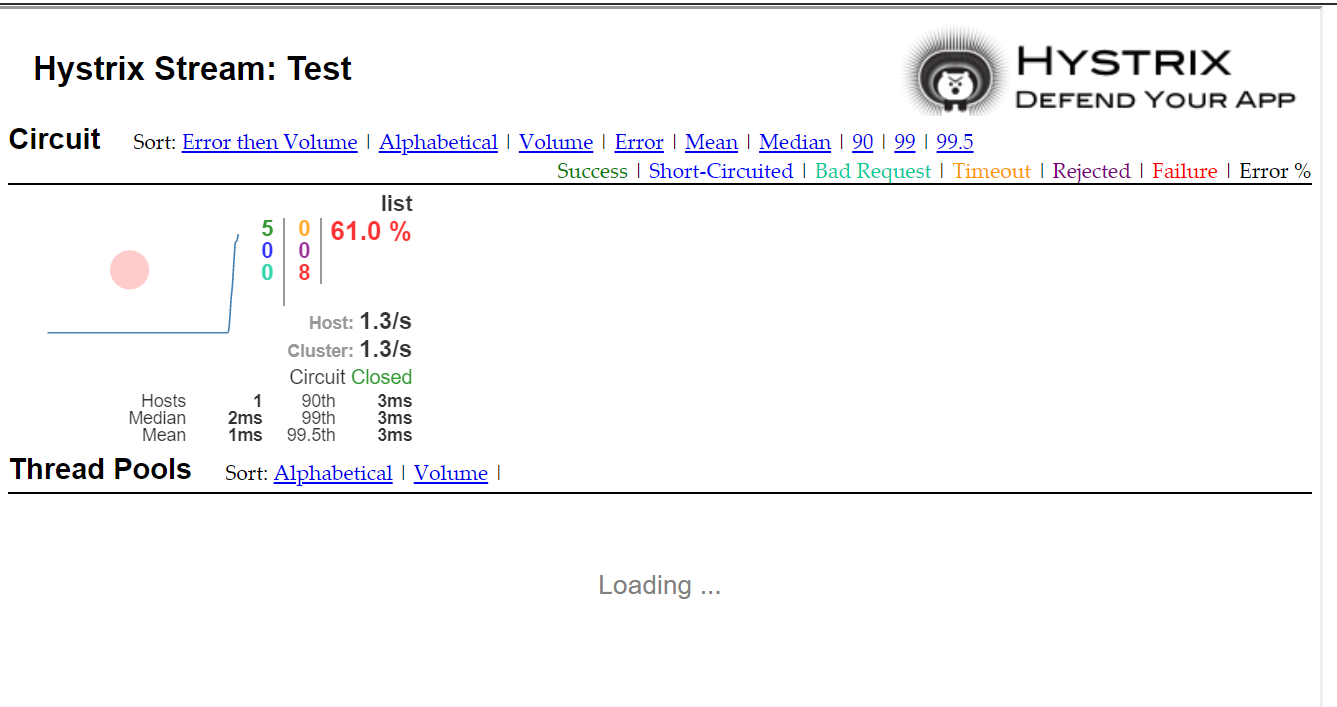 Hystrix Stream: Test
HYSTRIX
DEFEND YOUR APP
Circuit Sort: Error then Volume | Alphabetical | Volume | Error | Mean | Median | 90 | 99 | 99.5
Success | Short-Circuited | Bad Request | Timeout | Rejected | Failure | Error %
list
5 0 61.0 %
0 0
0 8
Host: 1.3/s
Cluster: 1.3/s
Circuit Closed
Hosts 1 90th 3ms
Median 2ms 99th 3ms
Mean 1ms 99.5th 3ms
Thread Pools Sort: Alphabetical | Volume |
Loading ...